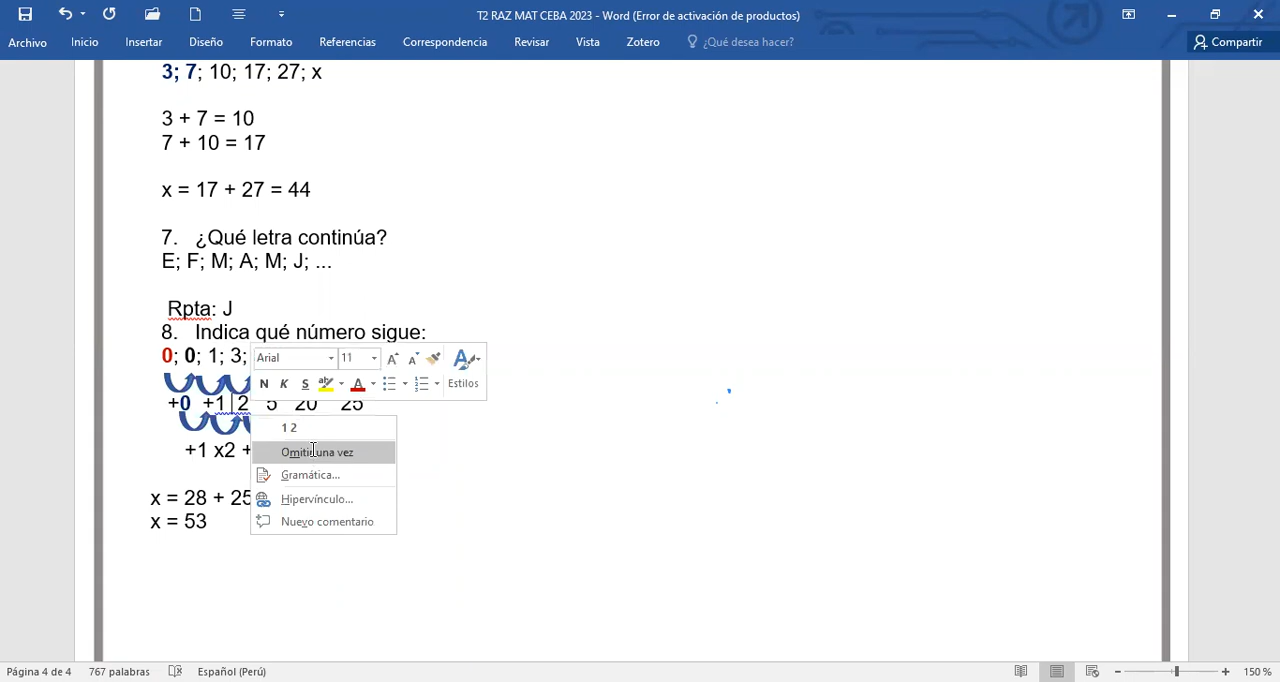 T2 RAZ MAT CEBA 2023 - Word (Error de activación de productos)
Archivo Inicio Insertar Diseño Formato Referencias Correspondencia Revisar Vista Zotero ¿Qué desea hacer? Compartir
3; 7; 10; 17; 27; x
3 + 7 = 10
7 + 10 = 17
x = 17 + 27 = 44
7. ¿Qué letra continúa?
E; F; M; A; M; J; ...
Rpta: J
8. Indica qué número sigue:
0; 0; 1; 3;
Arial 11
N K S A Estilos
+0 +1 2 5 20 25
1 2
+1 x2 +
Omitir una vez
Gramática...
x = 28 + 25
Hipervínculo...
x = 53
Nuevo comentario
Página 4 de 4 767 palabras Español (Perú) 150 %